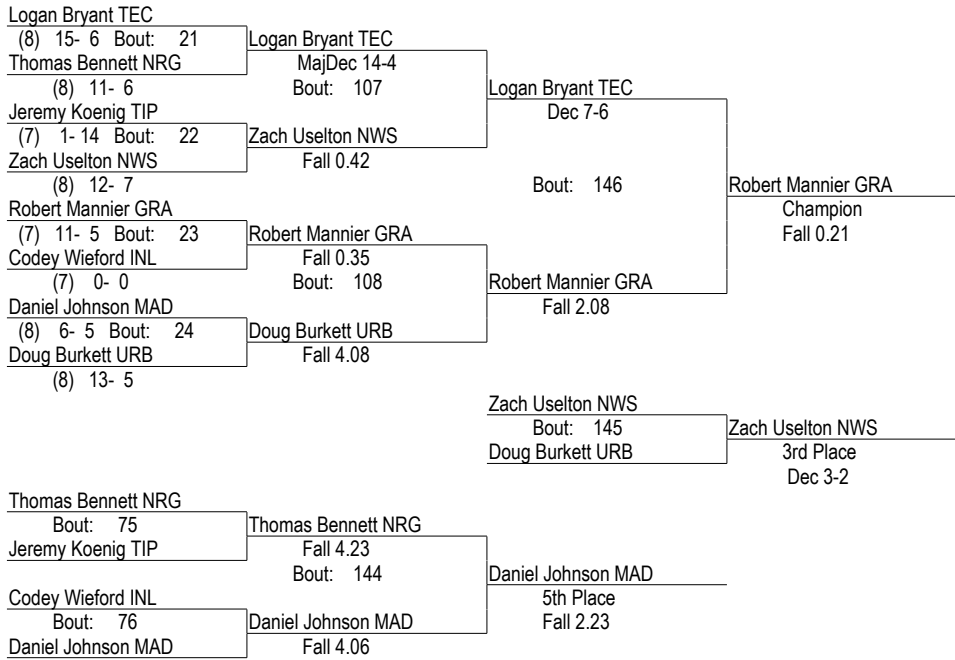 Logan Bryant TEC
(8) 15- 6 Bout: 21
Thomas Bennett NRG
(8) 11- 6
Jeremy Koenig TIP
(7) 1- 14 Bout: 22
Zach Uselton NWS
(8) 12- 7
Robert Mannier GRA
(7) 11- 5 Bout: 23
Codey Wieford INL
(7) 0- 0
Daniel Johnson MAD
(8) 6- 5 Bout: 24
Doug Burkett URB
(8) 13- 5
Logan Bryant TEC
MajDec 14-4
Bout: 107
Zach Uselton NWS
Fall 0.42
Robert Mannier GRA
Fall 0.35
Bout: 108
Doug Burkett URB
Fall 4.08
Logan Bryant TEC
Dec 7-6
Bout: 146
Robert Mannier GRA
Fall 2.08
Robert Mannier GRA
Champion
Fall 0.21
Zach Uselton NWS
Bout: 145
Doug Burkett URB
Zach Uselton NWS
3rd Place
Dec 3-2
Thomas Bennett NRG
Bout: 75
Jeremy Koenig TIP
Codey Wieford INL
Bout: 76
Daniel Johnson MAD
Thomas Bennett NRG
Fall 4.23
Bout: 144
Daniel Johnson MAD
Fall 4.06
Daniel Johnson MAD
5th Place
Fall 2.23